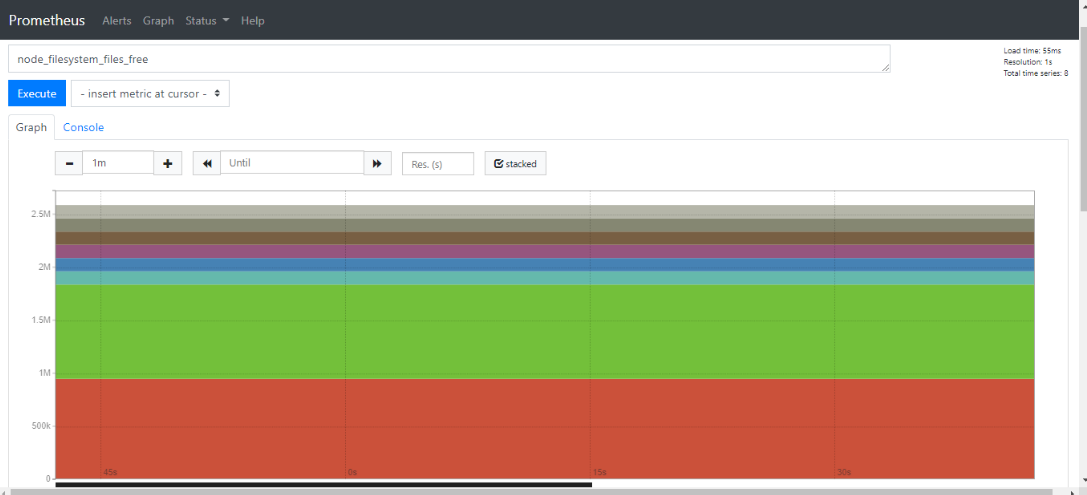 Prometheus Alerts Graph Status Help
node_filesystem_files_free
Load time: 55ms
Resolution: 1s
Total time series: 8
Execute - insert metric at cursor -
Graph Console
1m Until Res. (s) stacked
2.5M
2M
1.5M
1M
500k
0
45s 0s 15s 30s